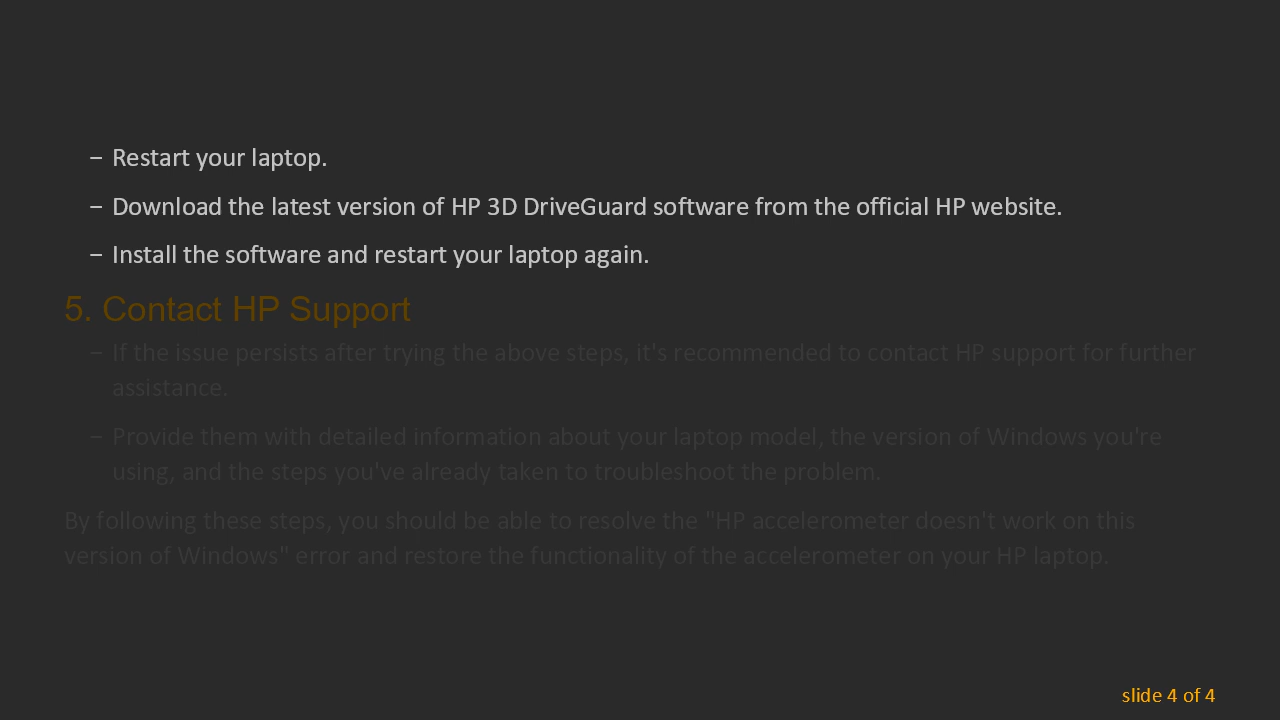 – Restart your laptop.
– Download the latest version of HP 3D DriveGuard software from the official HP website.
– Install the software and restart your laptop again.
5. Contact HP Support
– If the issue persists after trying the above steps, it's recommended to contact HP support for further
assistance.
– Provide them with detailed information about your laptop model, the version of Windows you're
using, and the steps you've already taken to troubleshoot the problem.
By following these steps, you should be able to resolve the "HP accelerometer doesn't work on this
version of Windows" error and restore the functionality of the accelerometer on your HP laptop.
slide 4 of 4